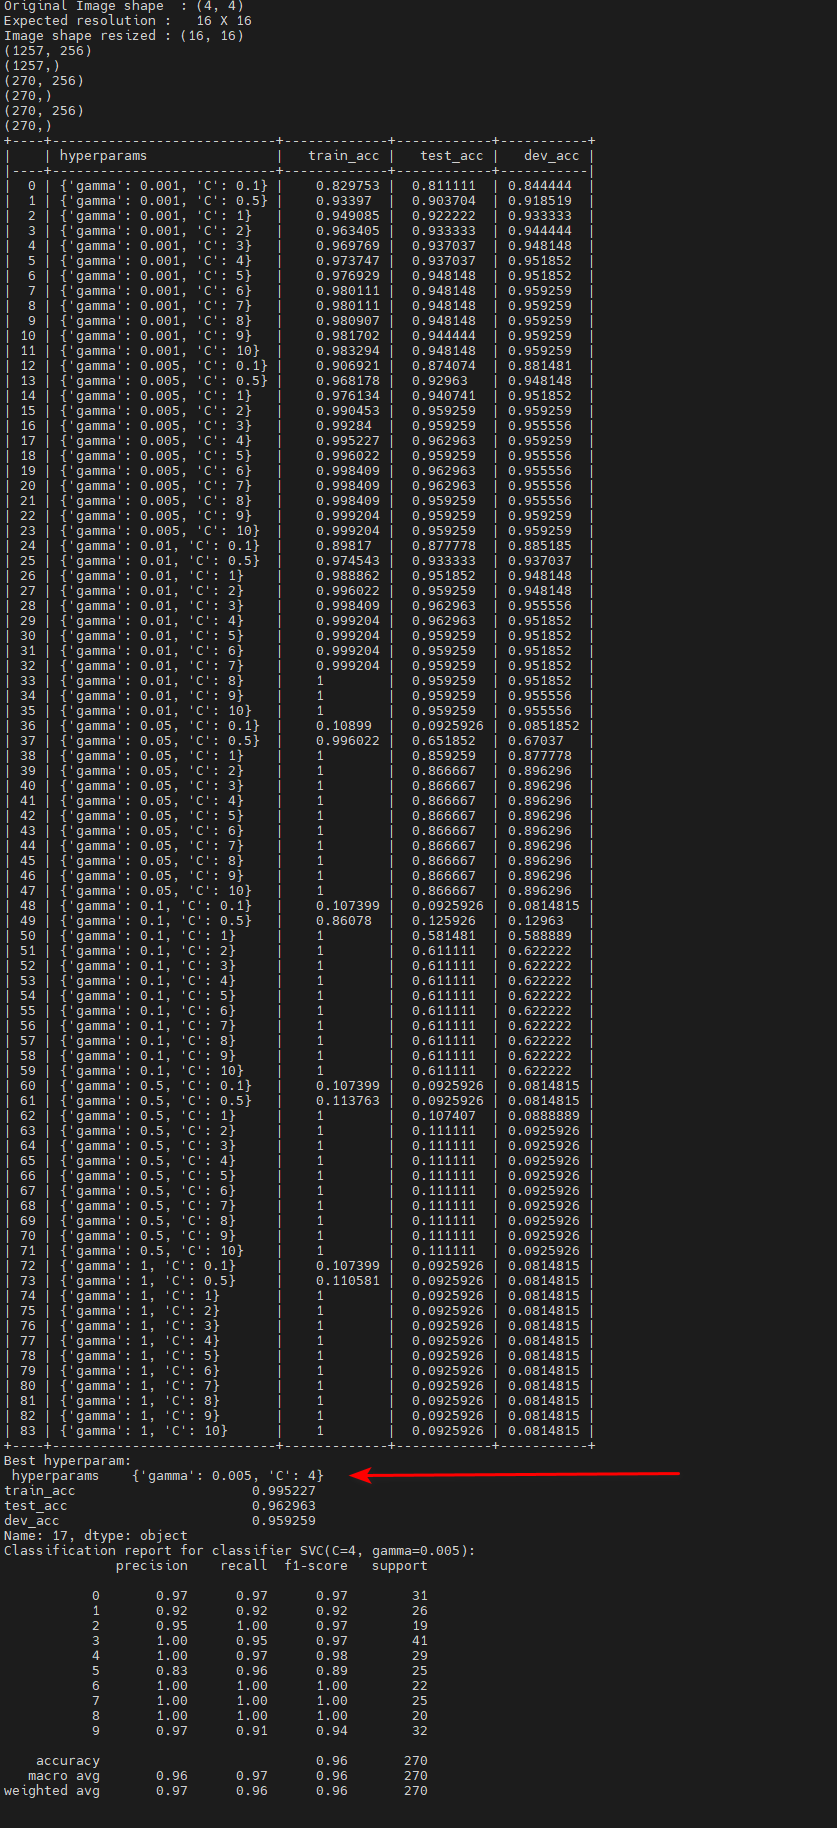 Original Image shape  : (4, 4)
Expected resolution :   16 X 16
Image shape resized : (16, 16)
(1257, 256)
(1257,)
(270, 256)
(270,)
(270, 256)
(270,)
+----+----------------------------+-------------+------------+-----------+
|    | hyperparams                |   train_acc |   test_acc |   dev_acc |
|----+----------------------------+-------------+------------+-----------|
|  0 | {'gamma': 0.001, 'C': 0.1} |    0.829753 |  0.811111  | 0.844444  |
|  1 | {'gamma': 0.001, 'C': 0.5} |    0.93397  |  0.903704  | 0.918519  |
|  2 | {'gamma': 0.001, 'C': 1}   |    0.949085 |  0.922222  | 0.933333  |
|  3 | {'gamma': 0.001, 'C': 2}   |    0.963405 |  0.933333  | 0.944444  |
|  4 | {'gamma': 0.001, 'C': 3}   |    0.969769 |  0.937037  | 0.948148  |
|  5 | {'gamma': 0.001, 'C': 4}   |    0.973747 |  0.937037  | 0.951852  |
|  6 | {'gamma': 0.001, 'C': 5}   |    0.976929 |  0.948148  | 0.951852  |
|  7 | {'gamma': 0.001, 'C': 6}   |    0.980111 |  0.948148  | 0.959259  |
|  8 | {'gamma': 0.001, 'C': 7}   |    0.980111 |  0.948148  | 0.959259  |
|  9 | {'gamma': 0.001, 'C': 8}   |    0.980907 |  0.948148  | 0.959259  |
| 10 | {'gamma': 0.001, 'C': 9}   |    0.981702 |  0.944444  | 0.959259  |
| 11 | {'gamma': 0.001, 'C': 10}  |    0.983294 |  0.948148  | 0.959259  |
| 12 | {'gamma': 0.005, 'C': 0.1} |    0.906921 |  0.874074  | 0.881481  |
| 13 | {'gamma': 0.005, 'C': 0.5} |    0.968178 |  0.92963   | 0.948148  |
| 14 | {'gamma': 0.005, 'C': 1}   |    0.976134 |  0.940741  | 0.951852  |
| 15 | {'gamma': 0.005, 'C': 2}   |    0.990453 |  0.959259  | 0.959259  |
| 16 | {'gamma': 0.005, 'C': 3}   |    0.99284  |  0.959259  | 0.955556  |
| 17 | {'gamma': 0.005, 'C': 4}   |    0.995227 |  0.962963  | 0.959259  |
| 18 | {'gamma': 0.005, 'C': 5}   |    0.996022 |  0.959259  | 0.955556  |
| 19 | {'gamma': 0.005, 'C': 6}   |    0.998409 |  0.962963  | 0.955556  |
| 20 | {'gamma': 0.005, 'C': 7}   |    0.998409 |  0.962963  | 0.955556  |
| 21 | {'gamma': 0.005, 'C': 8}   |    0.998409 |  0.959259  | 0.955556  |
| 22 | {'gamma': 0.005, 'C': 9}   |    0.999204 |  0.959259  | 0.959259  |
| 23 | {'gamma': 0.005, 'C': 10}  |    0.999204 |  0.959259  | 0.959259  |
| 24 | {'gamma': 0.01, 'C': 0.1}  |    0.89817  |  0.877778  | 0.885185  |
| 25 | {'gamma': 0.01, 'C': 0.5}  |    0.974543 |  0.933333  | 0.937037  |
| 26 | {'gamma': 0.01, 'C': 1}    |    0.988862 |  0.951852  | 0.948148  |
| 27 | {'gamma': 0.01, 'C': 2}    |    0.996022 |  0.959259  | 0.948148  |
| 28 | {'gamma': 0.01, 'C': 3}    |    0.998409 |  0.962963  | 0.955556  |
| 29 | {'gamma': 0.01, 'C': 4}    |    0.999204 |  0.962963  | 0.951852  |
| 30 | {'gamma': 0.01, 'C': 5}    |    0.999204 |  0.959259  | 0.951852  |
| 31 | {'gamma': 0.01, 'C': 6}    |    0.999204 |  0.959259  | 0.951852  |
| 32 | {'gamma': 0.01, 'C': 7}    |    0.999204 |  0.959259  | 0.951852  |
| 33 | {'gamma': 0.01, 'C': 8}    |    1        |  0.959259  | 0.951852  |
| 34 | {'gamma': 0.01, 'C': 9}    |    1        |  0.959259  | 0.955556  |
| 35 | {'gamma': 0.01, 'C': 10}   |    1        |  0.959259  | 0.955556  |
| 36 | {'gamma': 0.05, 'C': 0.1}  |    0.10899  |  0.0925926 | 0.0851852 |
| 37 | {'gamma': 0.05, 'C': 0.5}  |    0.996022 |  0.651852  | 0.67037   |
| 38 | {'gamma': 0.05, 'C': 1}    |    1        |  0.859259  | 0.877778  |
| 39 | {'gamma': 0.05, 'C': 2}    |    1        |  0.866667  | 0.896296  |
| 40 | {'gamma': 0.05, 'C': 3}    |    1        |  0.866667  | 0.896296  |
| 41 | {'gamma': 0.05, 'C': 4}    |    1        |  0.866667  | 0.896296  |
| 42 | {'gamma': 0.05, 'C': 5}    |    1        |  0.866667  | 0.896296  |
| 43 | {'gamma': 0.05, 'C': 6}    |    1        |  0.866667  | 0.896296  |
| 44 | {'gamma': 0.05, 'C': 7}    |    1        |  0.866667  | 0.896296  |
| 45 | {'gamma': 0.05, 'C': 8}    |    1        |  0.866667  | 0.896296  |
| 46 | {'gamma': 0.05, 'C': 9}    |    1        |  0.866667  | 0.896296  |
| 47 | {'gamma': 0.05, 'C': 10}   |    1        |  0.866667  | 0.896296  |
| 48 | {'gamma': 0.1, 'C': 0.1}   |    0.107399 |  0.0925926 | 0.0814815 |
| 49 | {'gamma': 0.1, 'C': 0.5}   |    0.86078  |  0.125926  | 0.12963   |
| 50 | {'gamma': 0.1, 'C': 1}     |    1        |  0.581481  | 0.588889  |
| 51 | {'gamma': 0.1, 'C': 2}     |    1        |  0.611111  | 0.622222  |
| 52 | {'gamma': 0.1, 'C': 3}     |    1        |  0.611111  | 0.622222  |
| 53 | {'gamma': 0.1, 'C': 4}     |    1        |  0.611111  | 0.622222  |
| 54 | {'gamma': 0.1, 'C': 5}     |    1        |  0.611111  | 0.622222  |
| 55 | {'gamma': 0.1, 'C': 6}     |    1        |  0.611111  | 0.622222  |
| 56 | {'gamma': 0.1, 'C': 7}     |    1        |  0.611111  | 0.622222  |
| 57 | {'gamma': 0.1, 'C': 8}     |    1        |  0.611111  | 0.622222  |
| 58 | {'gamma': 0.1, 'C': 9}     |    1        |  0.611111  | 0.622222  |
| 59 | {'gamma': 0.1, 'C': 10}    |    1        |  0.611111  | 0.622222  |
| 60 | {'gamma': 0.5, 'C': 0.1}   |    0.107399 |  0.0925926 | 0.0814815 |
| 61 | {'gamma': 0.5, 'C': 0.5}   |    0.113763 |  0.0925926 | 0.0814815 |
| 62 | {'gamma': 0.5, 'C': 1}     |    1        |  0.107407  | 0.0888889 |
| 63 | {'gamma': 0.5, 'C': 2}     |    1        |  0.111111  | 0.0925926 |
| 64 | {'gamma': 0.5, 'C': 3}     |    1        |  0.111111  | 0.0925926 |
| 65 | {'gamma': 0.5, 'C': 4}     |    1        |  0.111111  | 0.0925926 |
| 66 | {'gamma': 0.5, 'C': 5}     |    1        |  0.111111  | 0.0925926 |
| 67 | {'gamma': 0.5, 'C': 6}     |    1        |  0.111111  | 0.0925926 |
| 68 | {'gamma': 0.5, 'C': 7}     |    1        |  0.111111  | 0.0925926 |
| 69 | {'gamma': 0.5, 'C': 8}     |    1        |  0.111111  | 0.0925926 |
| 70 | {'gamma': 0.5, 'C': 9}     |    1        |  0.111111  | 0.0925926 |
| 71 | {'gamma': 0.5, 'C': 10}    |    1        |  0.111111  | 0.0925926 |
| 72 | {'gamma': 1, 'C': 0.1}     |    0.107399 |  0.0925926 | 0.0814815 |
| 73 | {'gamma': 1, 'C': 0.5}     |    0.110581 |  0.0925926 | 0.0814815 |
| 74 | {'gamma': 1, 'C': 1}       |    1        |  0.0925926 | 0.0814815 |
| 75 | {'gamma': 1, 'C': 2}       |    1        |  0.0925926 | 0.0814815 |
| 76 | {'gamma': 1, 'C': 3}       |    1        |  0.0925926 | 0.0814815 |
| 77 | {'gamma': 1, 'C': 4}       |    1        |  0.0925926 | 0.0814815 |
| 78 | {'gamma': 1, 'C': 5}       |    1        |  0.0925926 | 0.0814815 |
| 79 | {'gamma': 1, 'C': 6}       |    1        |  0.0925926 | 0.0814815 |
| 80 | {'gamma': 1, 'C': 7}       |    1        |  0.0925926 | 0.0814815 |
| 81 | {'gamma': 1, 'C': 8}       |    1        |  0.0925926 | 0.0814815 |
| 82 | {'gamma': 1, 'C': 9}       |    1        |  0.0925926 | 0.0814815 |
| 83 | {'gamma': 1, 'C': 10}      |    1        |  0.0925926 | 0.0814815 |
+----+----------------------------+-------------+------------+-----------+
Best hyperparam:
 hyperparams    {'gamma': 0.005, 'C': 4}
train_acc                      0.995227
test_acc                       0.962963
dev_acc                        0.959259
Name: 17, dtype: object
Classification report for classifier SVC(C=4, gamma=0.005):
              precision    recall  f1-score   support

           0       0.97      0.97      0.97        31
           1       0.92      0.92      0.92        26
           2       0.95      1.00      0.97        19
           3       1.00      0.95      0.97        41
           4       1.00      0.97      0.98        29
           5       0.83      0.96      0.89        25
           6       1.00      1.00      1.00        22
           7       1.00      1.00      1.00        25
           8       1.00      1.00      1.00        20
           9       0.97      0.91      0.94        32

    accuracy                           0.96       270
   macro avg       0.96      0.97      0.96       270
weighted avg       0.97      0.96      0.96       270